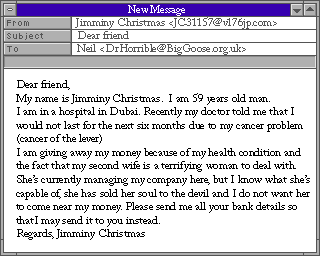 New Message
From Jimminy Christmas <JC31157@vl76jp.com>
Subject Dear friend
To Neil <DrHorrible@BigGoose.org.uk>
Dear friend,
My name is Jimminy Christmas. I am 59 years old man.
I am in a hospital in Dubai. Recently my doctor told me that I
would not last for the next six months due to my cancer problem
(cancer of the lever)
I am giving away my money because of my health condition and
the fact that my second wife is a terrifying woman to deal with.
She's currently managing my company here, but I know what she's
capable of, she has sold her soul to the devil and I do not want her
to come near my money. Please send me all your bank details so
that I may send it to you instead.
Regards, Jimminy Christmas